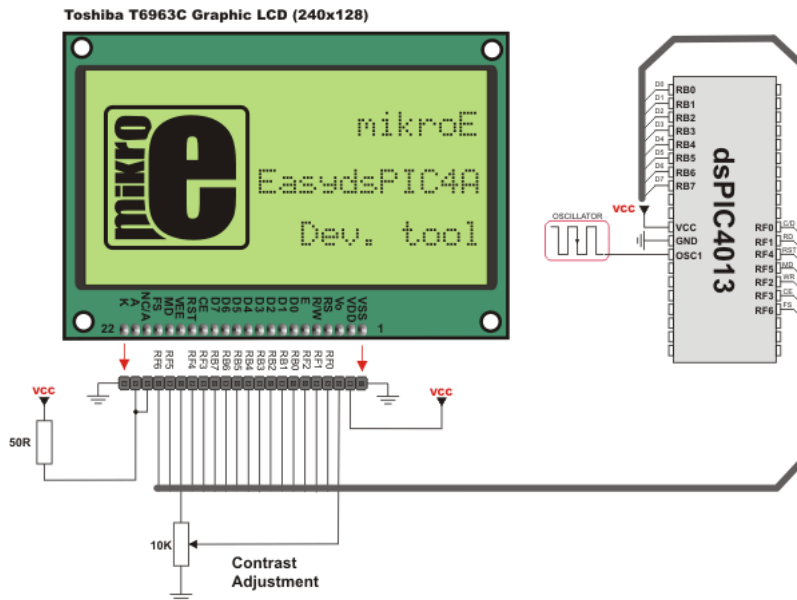 Toshiba T6963C Graphic LCD (240x128)
mikro
e
mikroE
EasydsPIC4A
Dev. tool
K A NC/A FS MD VEE RST CE D7 D6 D5 D4 D3 D2 D1 D0 E R/W RS Vo VDD VSS
22 1
RF6 RF5 RF4 RF3 RB7 RB6 RB5 RB4 RB3 RB2 RB1 RB0 RF2 RF1 RF0
vcc
50R
vcc
10K
Contrast
Adjustment
D0 RB0
D1 RB1
D2 RB2
D3 RB3
D4 RB4
D5 RB5
D6 RB6
D7 RB7
dsPIC4013
vcc
OSCILLATOR
VCC
GND
OSC1
RF0 C/D
RF1 RD
RF4 RST
RF5 MD
RF2 WR
RF3 CE
RF6 FS